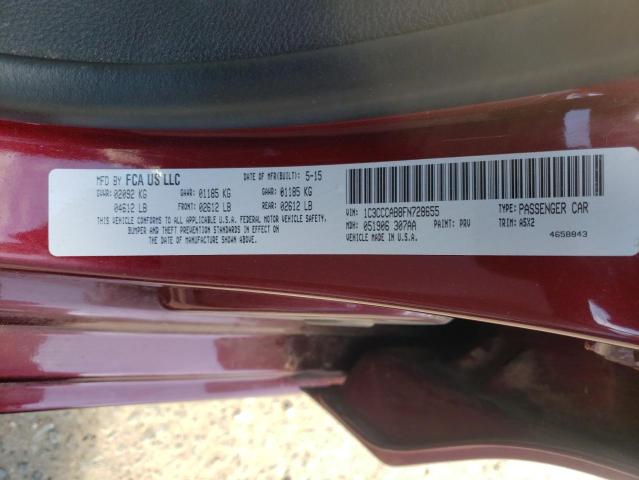 MFD BY FCA US LLC DATE OF MFR(BUILT): 5-15
GVWR: 02092 KG GAWR: 01185 KG GAWR: 01185 KG
04612 LB FRONT: 02612 LB REAR: 02612 LB
THIS VEHICLE CONFORMS TO ALL APPLICABLE U.S.A. FEDERAL MOTOR VEHICLE SAFETY,
BUMPER AND THEFT PREVENTION STANDARDS IN EFFECT ON
THE DATE OF MANUFACTURE SHOWN ABOVE.
VIN: 1C3CCCAB8FN728655 TYPE: PASSENGER CAR
MDH: 051906 307AA PAINT: PRV TRIM: A5X2
VEHICLE MADE IN U.S.A. 4658843